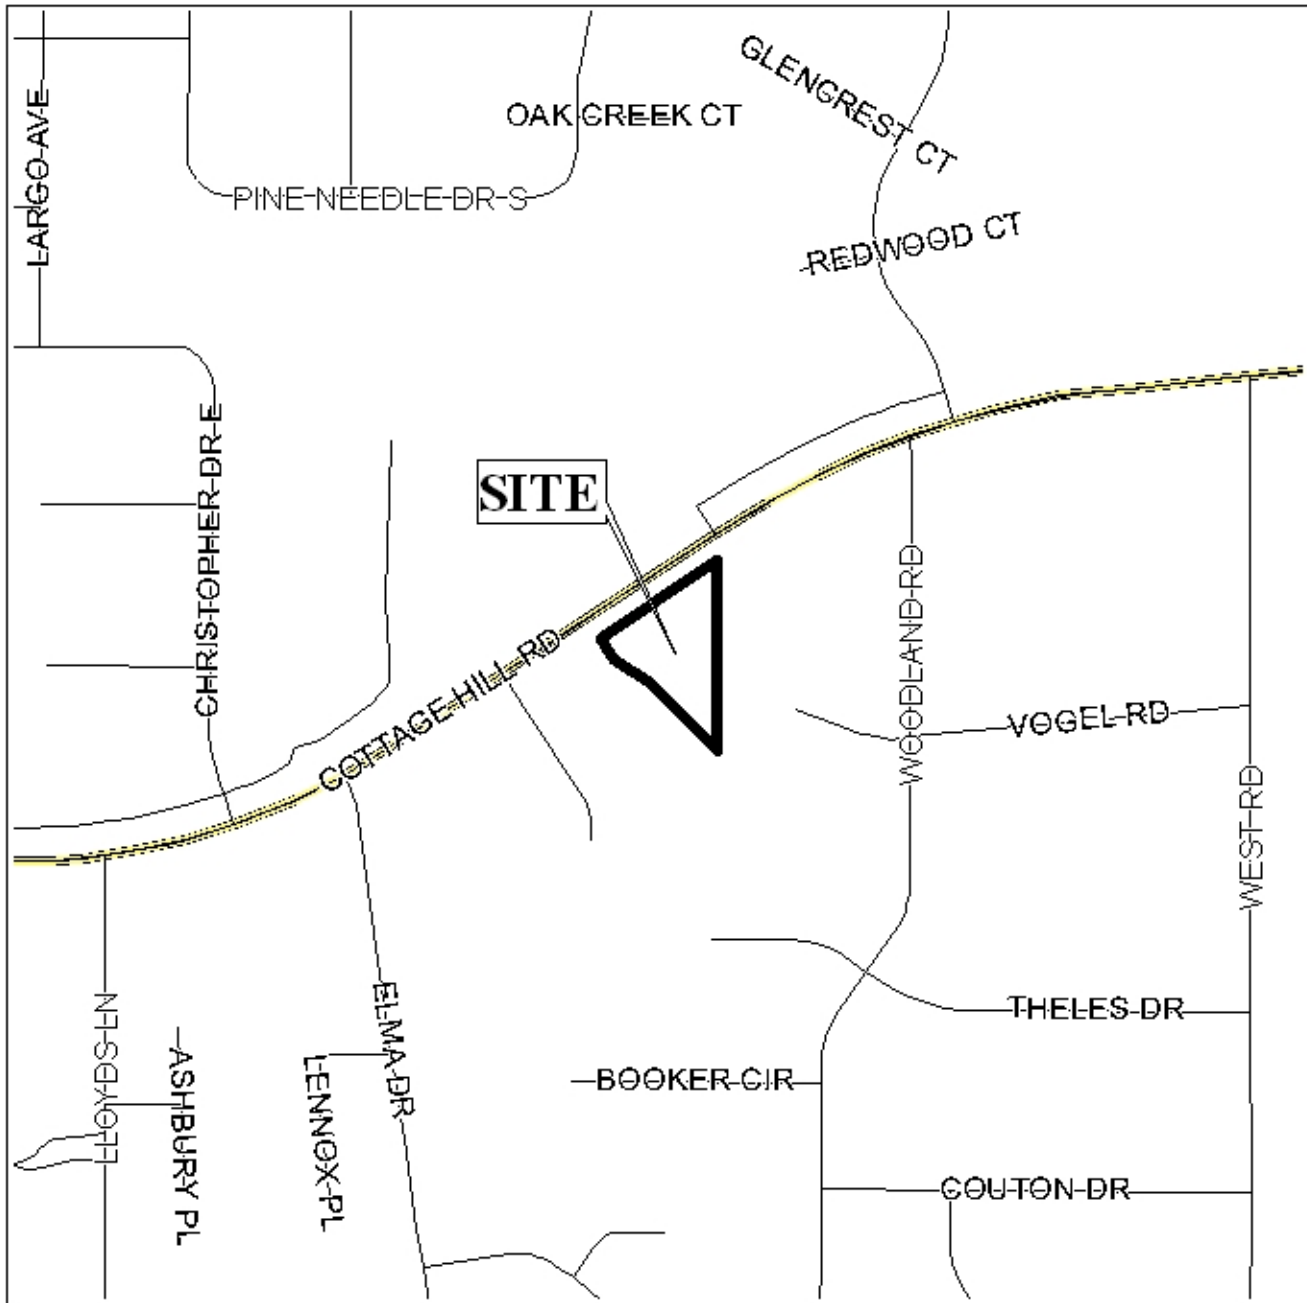 GLENCREST CT
OAK CREEK CT
LARGO AVE
PINE NEEDLE DR S
REDWOOD CT
CHRISTOPHER DR E
SITE
COTTAGE HILL RD
WOODLAND RD
VOGEL RD
WEST RD
LLOYDS LN
ASHBURY PL
LENNOX PL
ELMA DR
THELES DR
BOOKER CIR
COUTON DR